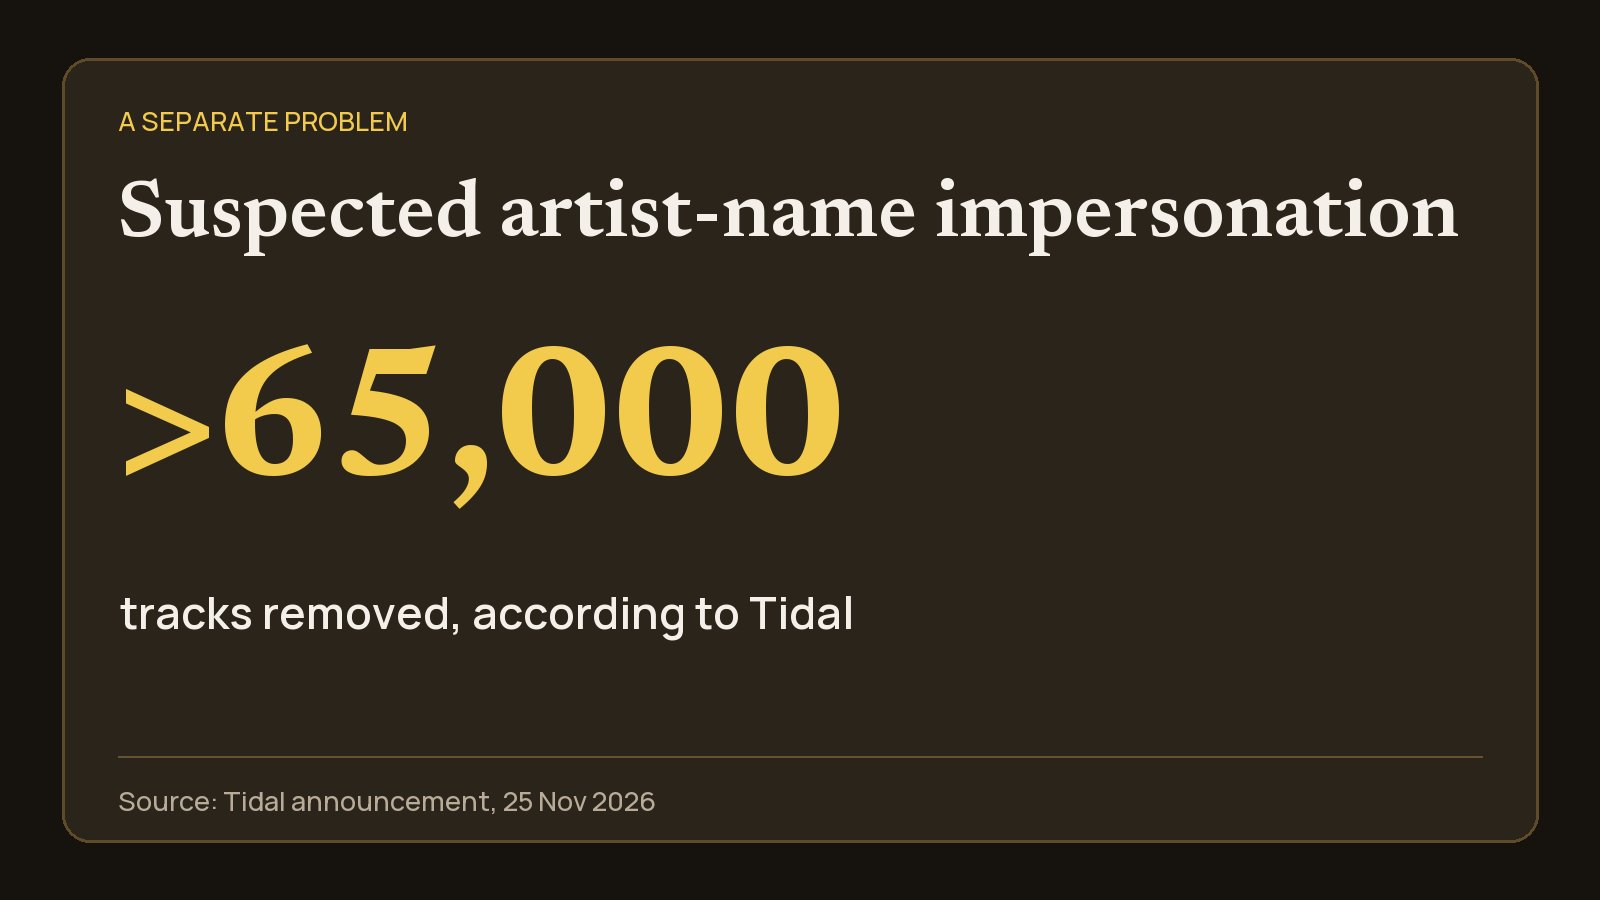 A SEPARATE PROBLEM
Suspected artist-name impersonation
>65,000
tracks removed, according to Tidal
Source: Tidal announcement, 25 Nov 2026